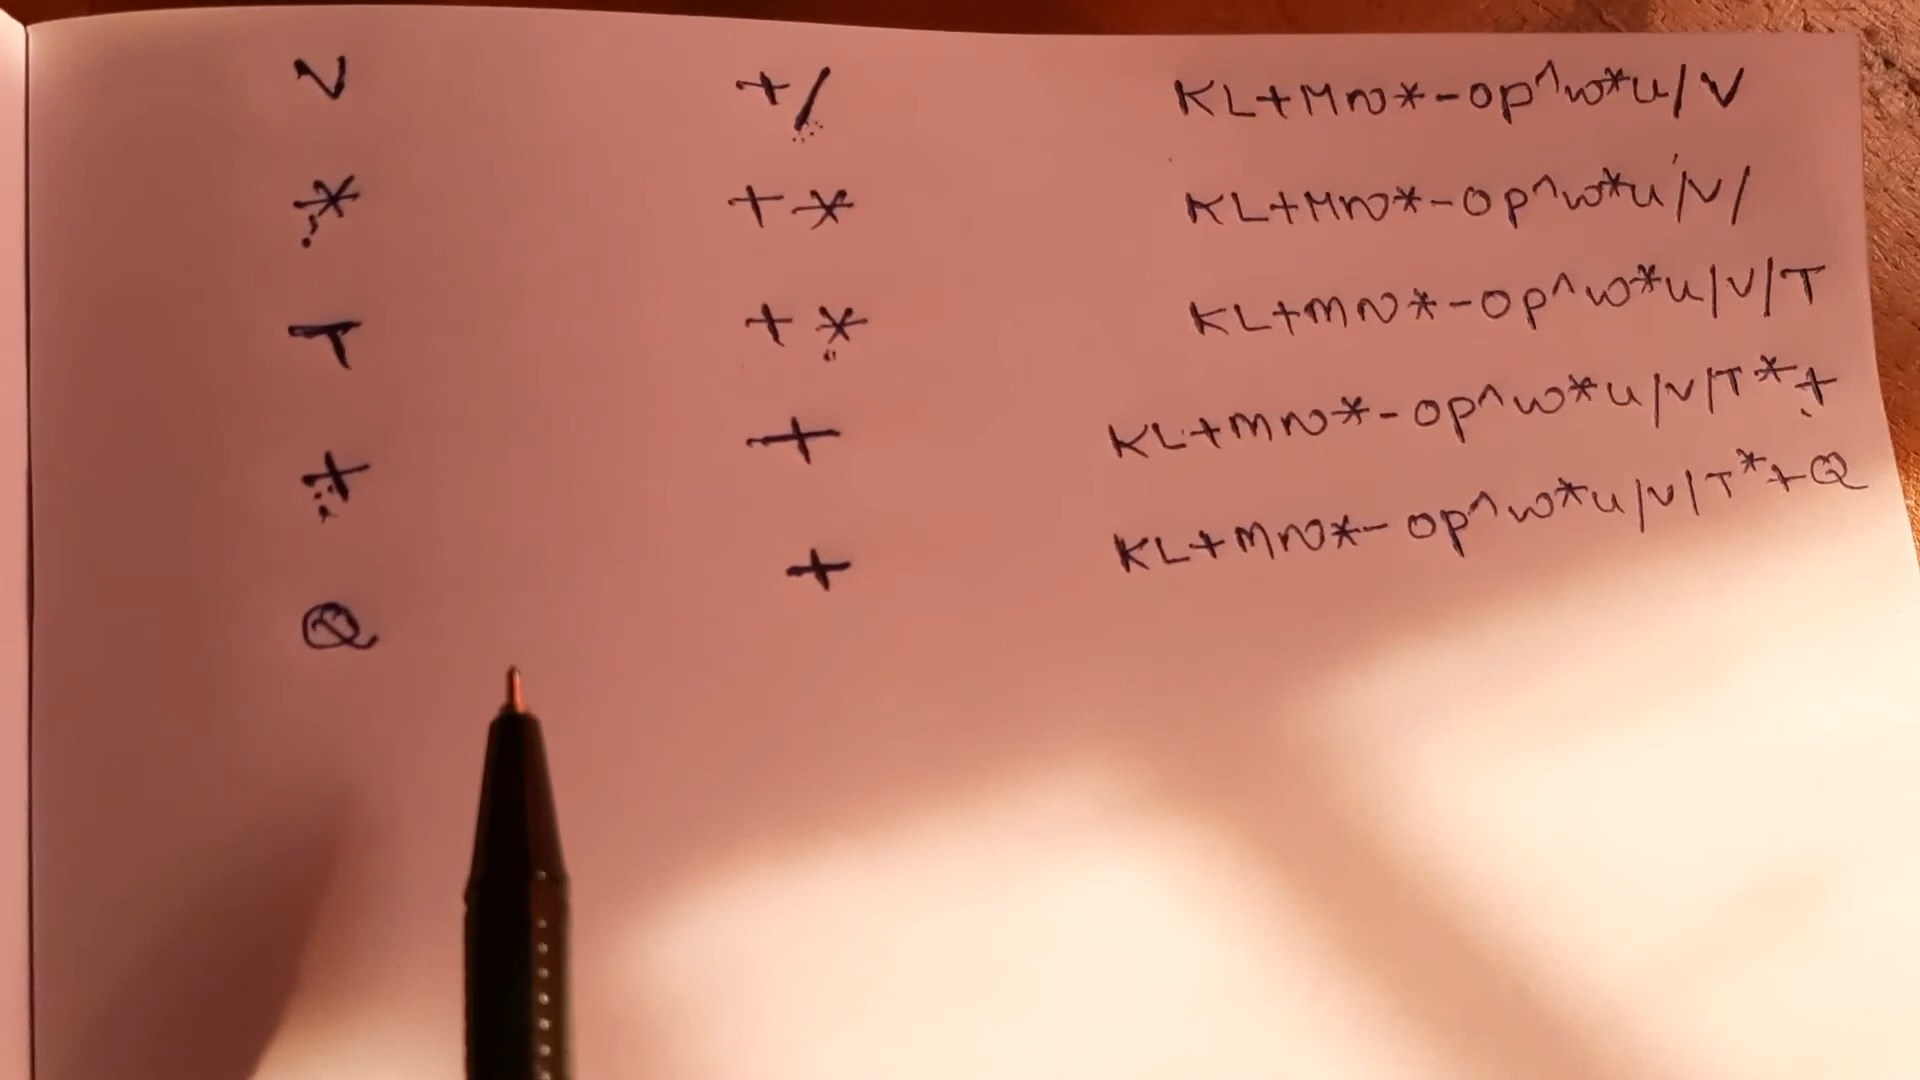 V +/ KL+MN*-OP^W*U/V
* +* KL+MN*-OP^W*U/V/
T +* KL+MN*-OP^W*U/V/T
+ + KL+MN*-OP^W*U/V/T*+
Q + KL+MN*-OP^W*U/V/T*+Q